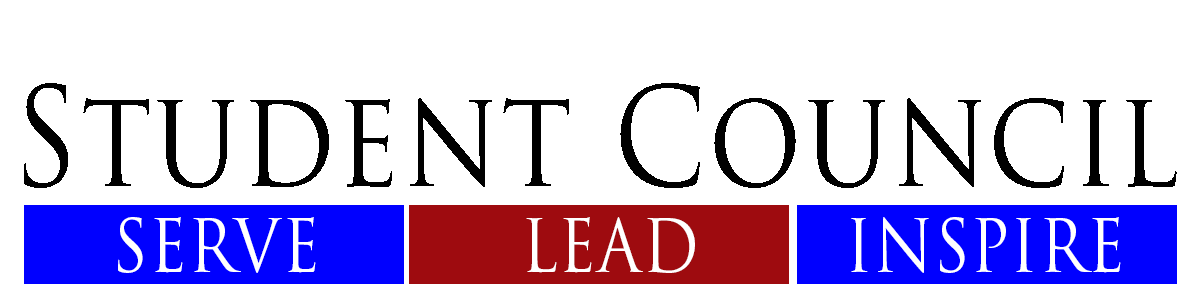 STUDENT COUNCIL
SERVE LEAD INSPIRE